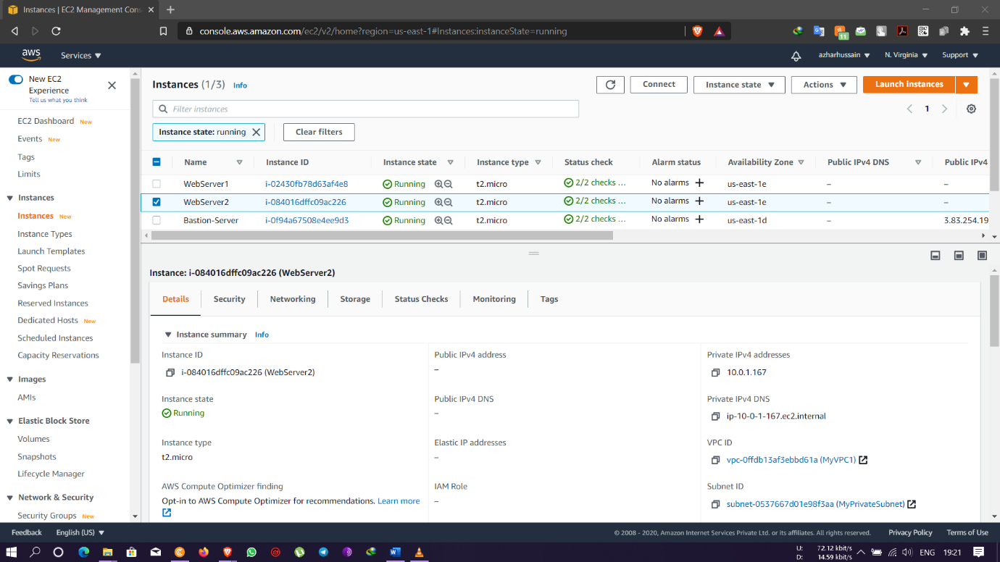 Instances | EC2 Management Cons
console.aws.amazon.com/ec2/v2/home?region=us-east-1#Instances:instanceState=running
11
aws
Services
azharhussain
N. Virginia
Support
New EC2
Experience
Tell us what you think
EC2 Dashboard New
Events New
Tags
Limits
Instances
Instances New
Instance Types
Launch Templates
Spot Requests
Savings Plans
Reserved Instances
Dedicated Hosts New
Scheduled Instances
Capacity Reservations
Images
AMIs
Elastic Block Store
Volumes
Snapshots
Lifecycle Manager
Network & Security
Security Groups New
Instances (1/3) Info
Connect
Instance state
Actions
Launch instances
Filter instances
1
Instance state: running
Clear filters
Name Instance ID Instance state Instance type Status check Alarm status Availability Zone Public IPv4 DNS Public IPv4
WebServer1 i-02430fb78d63af4e8 Running t2.micro 2/2 checks ... No alarms + us-east-1e – –
WebServer2 i-084016dffc09ac226 Running t2.micro 2/2 checks ... No alarms + us-east-1e – –
Bastion-Server i-0f94a67508e4ee9d3 Running t2.micro 2/2 checks ... No alarms + us-east-1d – 3.83.254.19
Instance: i-084016dffc09ac226 (WebServer2)
Details Security Networking Storage Status Checks Monitoring Tags
Instance summary Info
Instance ID
i-084016dffc09ac226 (WebServer2)
Public IPv4 address
–
Private IPv4 addresses
10.0.1.167
Instance state
Running
Public IPv4 DNS
–
Private IPv4 DNS
ip-10-0-1-167.ec2.internal
Instance type
t2.micro
Elastic IP addresses
–
VPC ID
vpc-0ffdb13af3ebbd61a (MyVPC1)
AWS Compute Optimizer finding
Opt-in to AWS Compute Optimizer for recommendations. Learn more
IAM Role
–
Subnet ID
subnet-0537667d01e98f3aa (MyPrivateSubnet)
Feedback
English (US)
© 2008 - 2020, Amazon Internet Services Private Ltd. or its affiliates. All rights reserved.
Privacy Policy
Terms of Use
U: 72.12 kbit/s
D: 14.59 kbit/s
ENG
19:21